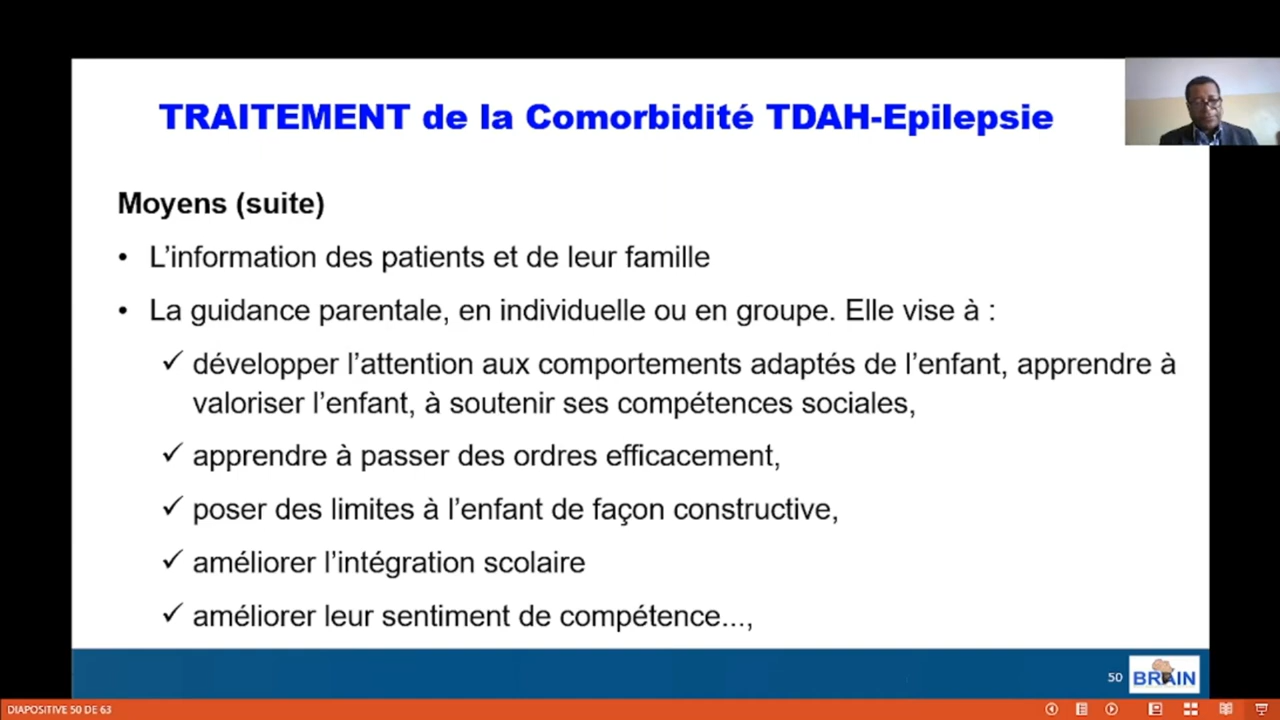 TRAITEMENT de la Comorbidité TDAH-Epilepsie
Moyens (suite)
• L’information des patients et de leur famille
• La guidance parentale, en individuelle ou en groupe. Elle vise à :
✓ développer l’attention aux comportements adaptés de l’enfant, apprendre à
valoriser l’enfant, à soutenir ses compétences sociales,
✓ apprendre à passer des ordres efficacement,
✓ poser des limites à l’enfant de façon constructive,
✓ améliorer l’intégration scolaire
✓ améliorer leur sentiment de compétence...,
50
BRAIN
DIAPOSITIVE 50 DE 63